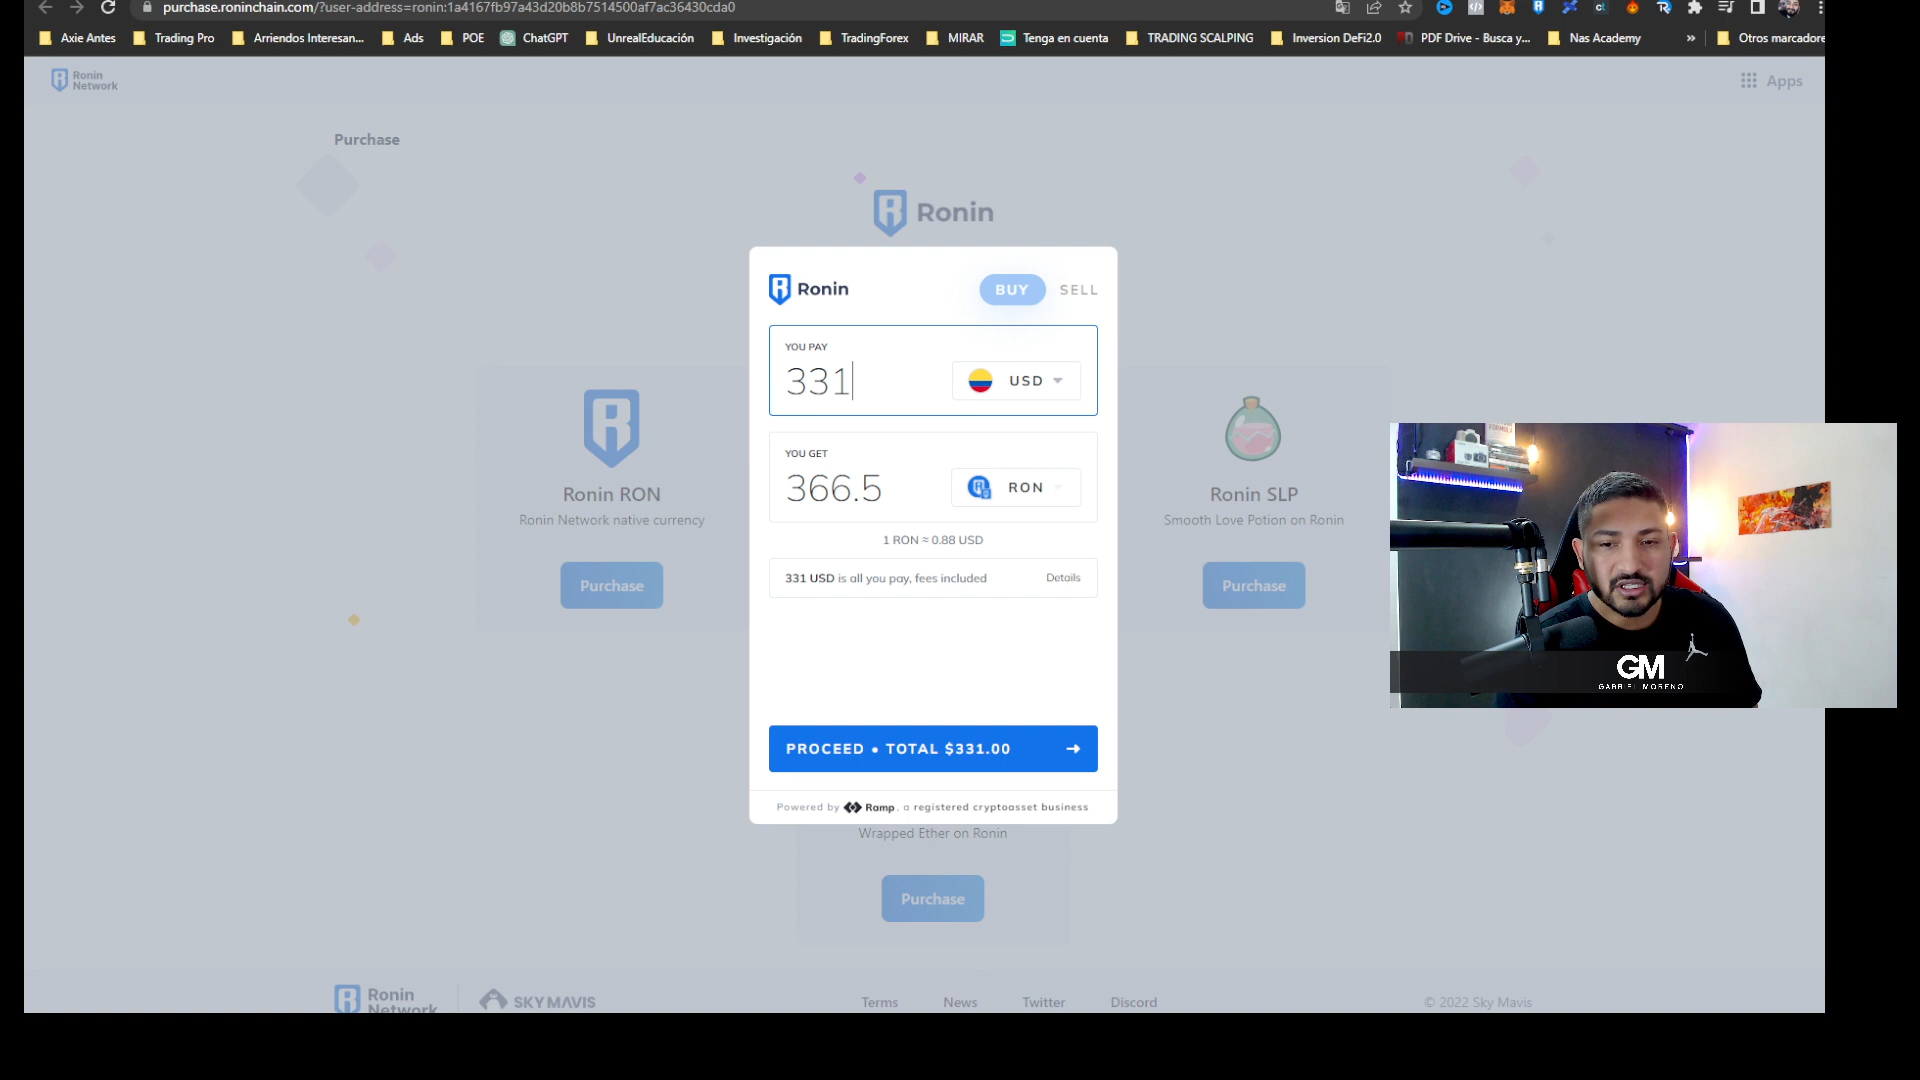 purchase.roninchain.com/?user-address=ronin:1a4167fb97a43d20b8b7514500af7ac36430cda0
Axie Antes
Trading Pro
Arriendos Interesan...
Ads
POE
ChatGPT
UnrealEducación
Investigación
TradingForex
MIRAR
Tenga en cuenta
TRADING SCALPING
Inversion DeFi2.0
PDF Drive - Busca y...
Nas Academy
»
Otros marcadore
Ronin
Network
Apps
Purchase
Ronin
Ronin
BUY
SELL
YOU PAY
331
USD
YOU GET
366.5
RON
1 RON ≈ 0.88 USD
331 USD is all you pay, fees included
Details
PROCEED • TOTAL $331.00 →
Powered by Ramp, a registered cryptoasset business
Ronin RON
Ronin Network native currency
Purchase
Ronin SLP
Smooth Love Potion on Ronin
Purchase
GM
GABRIEL MORENO
Wrapped Ether on Ronin
Purchase
Ronin
Network
SKY MAVIS
Terms
News
Twitter
Discord
© 2022 Sky Mavis